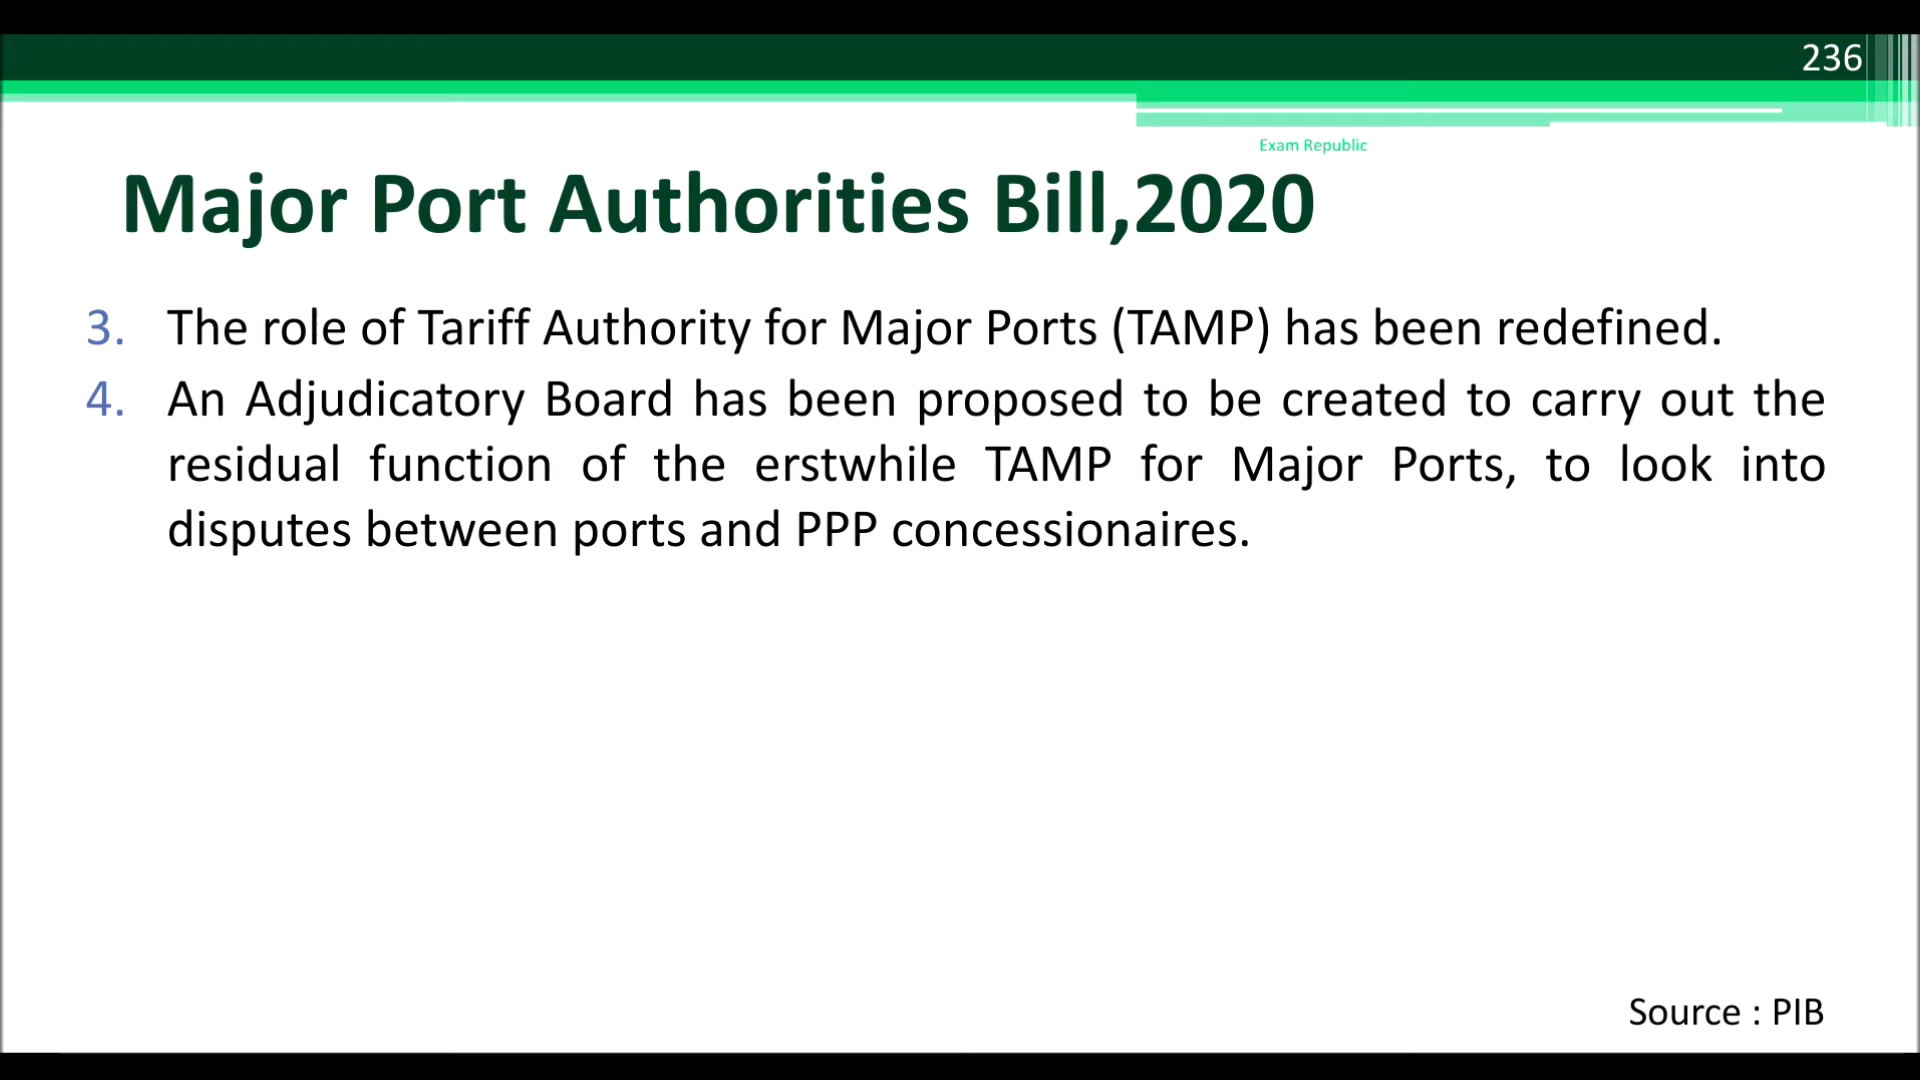 236
Exam Republic
Major Port Authorities Bill,2020
3. The role of Tariff Authority for Major Ports (TAMP) has been redefined.
4. An Adjudicatory Board has been proposed to be created to carry out the
residual function of the erstwhile TAMP for Major Ports, to look into
disputes between ports and PPP concessionaires.
Source : PIB